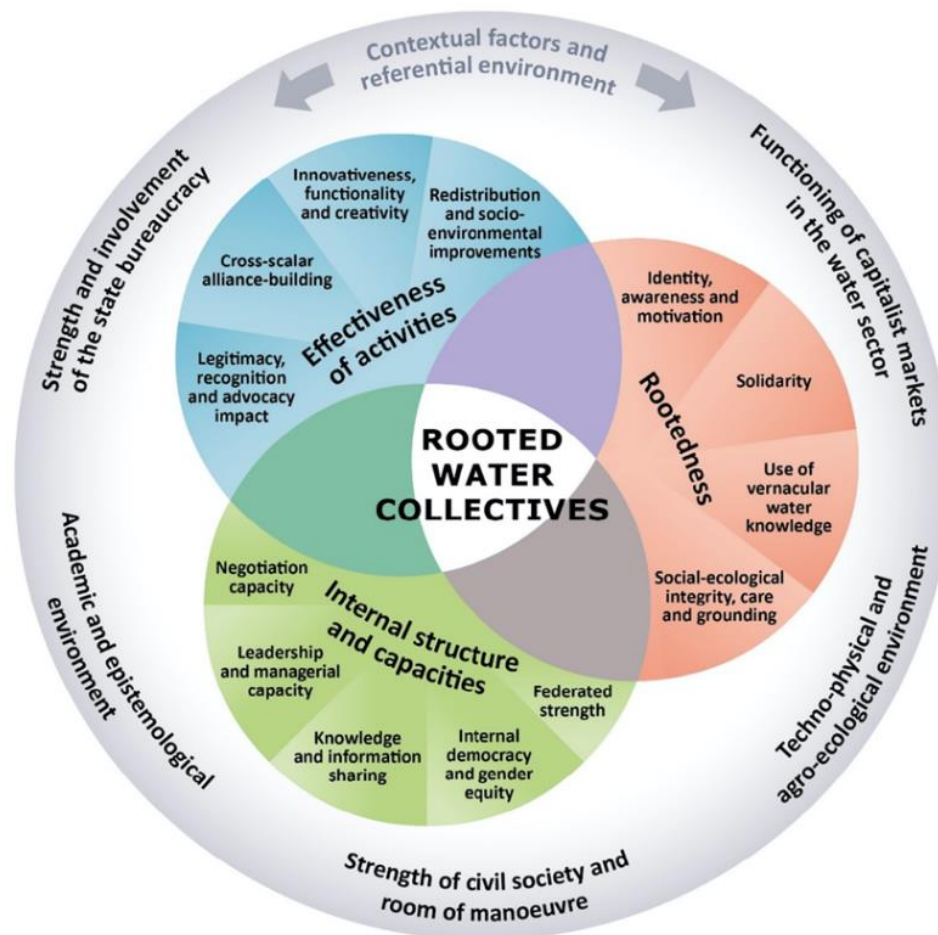 Contextual factors and
referential environment
Strength and involvement
of the state bureaucracy
Functioning of capitalist markets
in the water sector
Innovativeness,
functionality
and creativity
Redistribution
and socio-
environmental
improvements
Cross-scalar
alliance-building
Legitimacy,
recognition
and advocacy
impact
Effectiveness
of activities
Identity,
awareness and
motivation
Solidarity
Rootedness
Use of
vernacular
water
knowledge
Social-ecological
integrity, care
and grounding
ROOTED
WATER
COLLECTIVES
Negotiation
capacity
Internal structure
and capacities
Leadership
and managerial
capacity
Knowledge
and information
sharing
Internal
democracy
and gender
equity
Federated
strength
Academic and epistemological
environment
Techno-physical and
agro-ecological environment
Strength of civil society and
room of manoeuvre